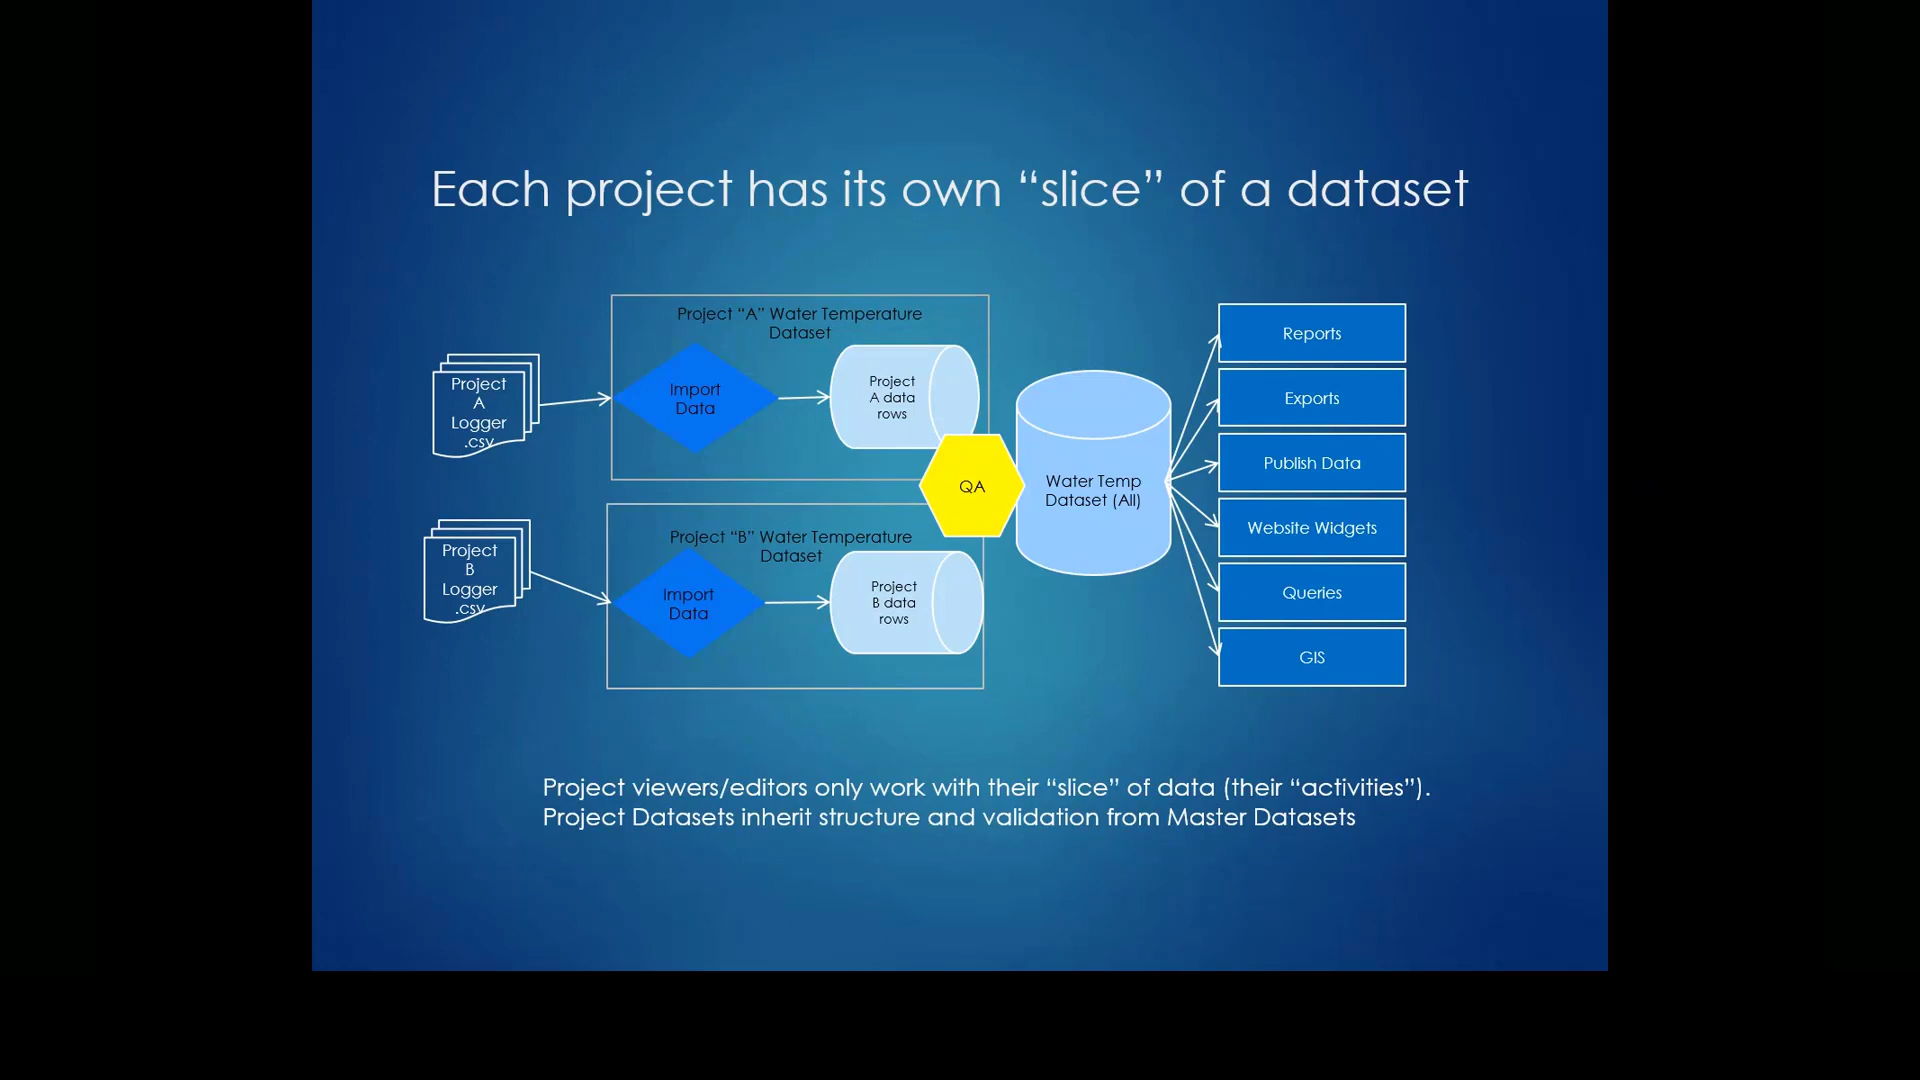 Each project has its own “slice” of a dataset
Project “A” Water Temperature
Dataset
Project
A
Logger
.csv
Import
Data
Project
A data
rows
QA
Water Temp
Dataset (All)
Project “B” Water Temperature
Dataset
Project
B
Logger
.csv
Import
Data
Project
B data
rows
Reports
Exports
Publish Data
Website Widgets
Queries
GIS
Project viewers/editors only work with their “slice” of data (their “activities”).
Project Datasets inherit structure and validation from Master Datasets